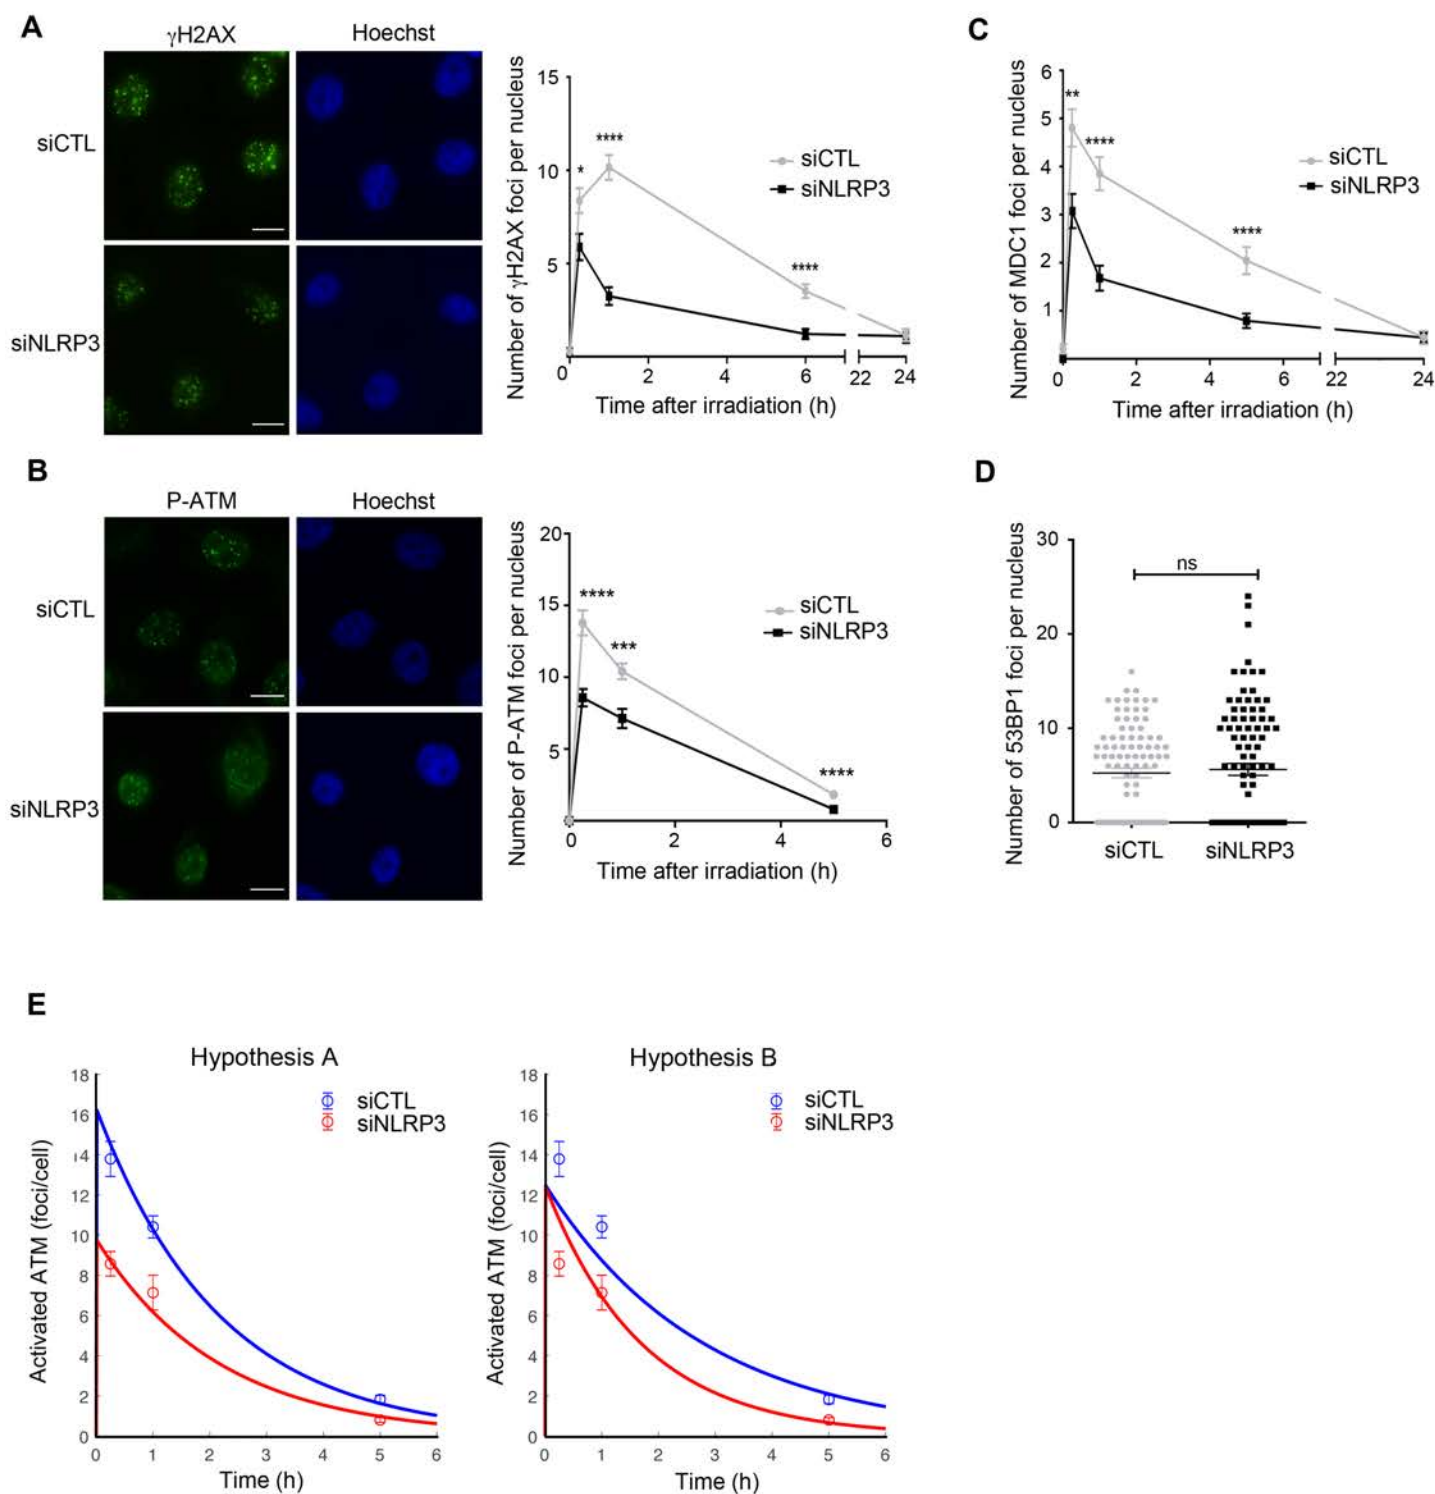 A
γH2AX
Hoechst
siCTL
siNLRP3
Number of γH2AX foci per nucleus
15
10
5
*
****
****
siCTL
siNLRP3
0
2
4
6
22
24
Time after irradiation (h)
C
Number of MDC1 foci per nucleus
6
5
4
3
2
1
**
****
****
siCTL
siNLRP3
0
2
4
6
22
24
Time after irradiation (h)
B
P-ATM
Hoechst
siCTL
siNLRP3
Number of P-ATM foci per nucleus
20
15
10
5
****
***
****
siCTL
siNLRP3
0
2
4
6
Time after irradiation (h)
D
Number of 53BP1 foci per nucleus
30
20
10
0
ns
siCTL
siNLRP3
E
Hypothesis A
Activated ATM (foci/cell)
18
16
14
12
10
8
6
4
2
0
siCTL
siNLRP3
0
1
2
3
4
5
6
Time (h)
Hypothesis B
Activated ATM (foci/cell)
18
16
14
12
10
8
6
4
2
0
siCTL
siNLRP3
0
1
2
3
4
5
6
Time (h)